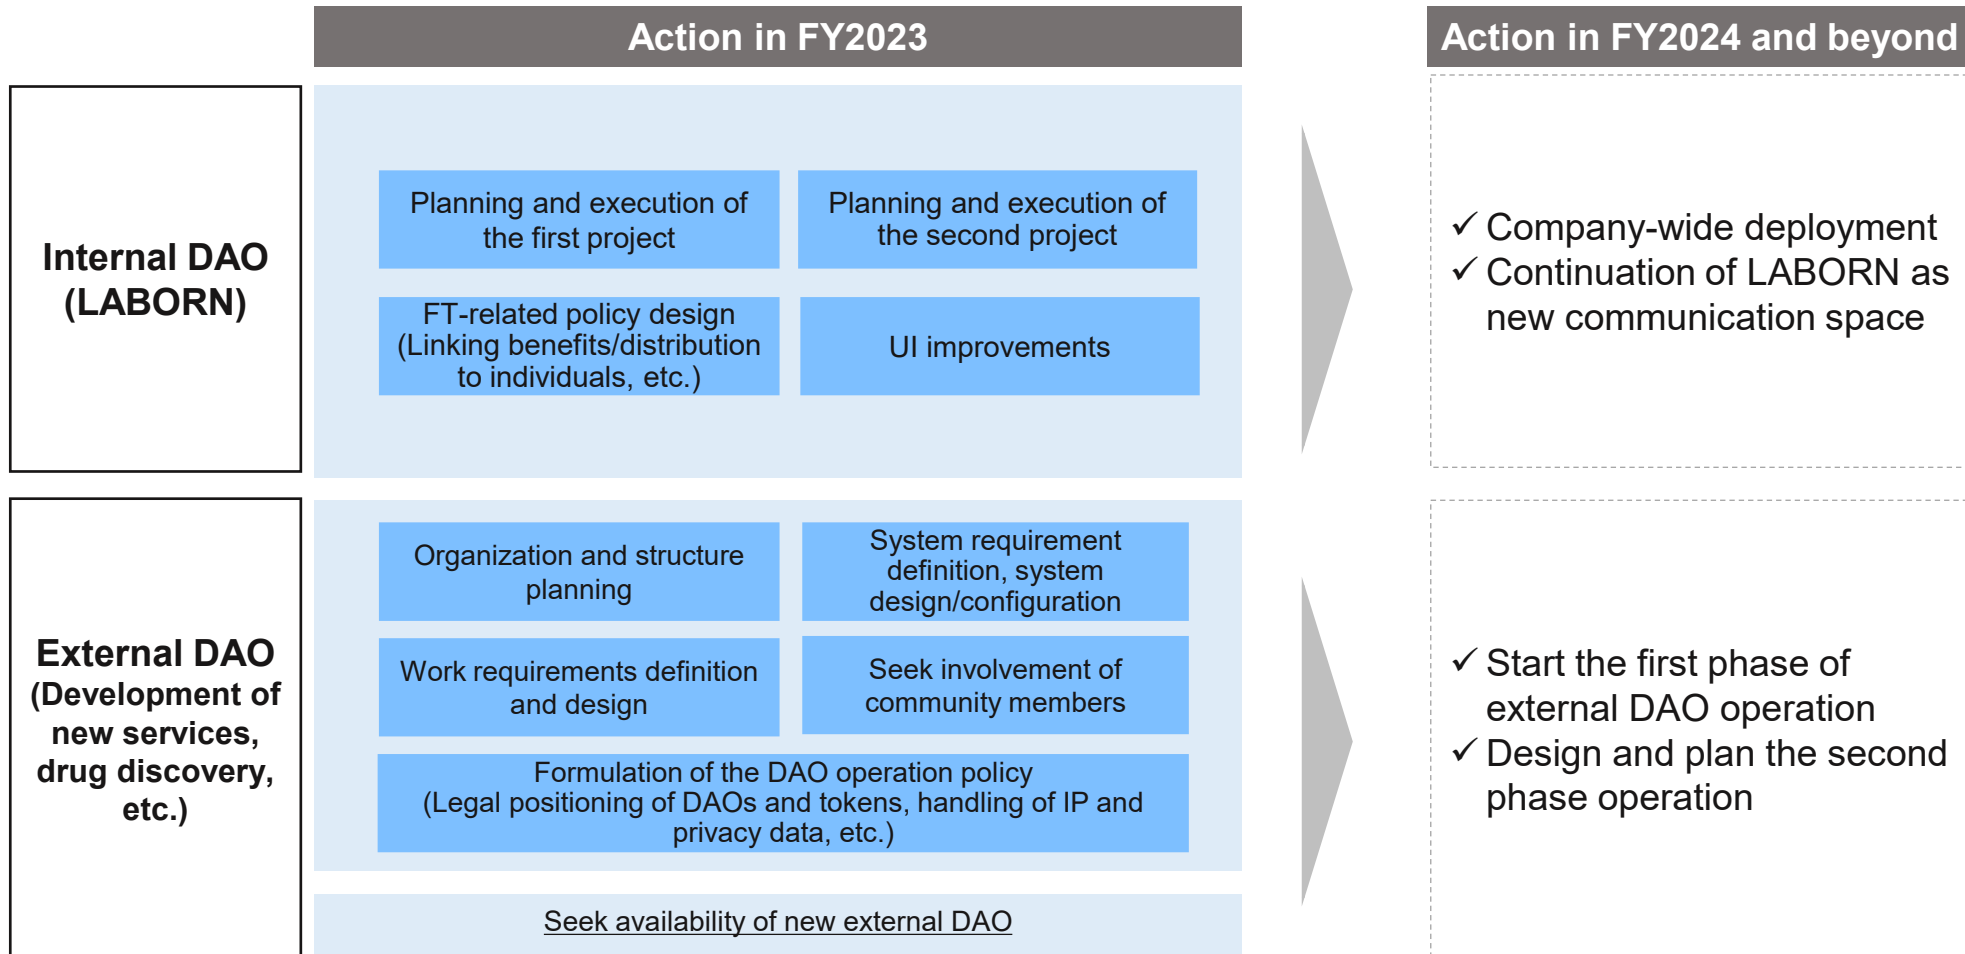 Action in FY2023
Action in FY2024 and beyond
Internal DAO
(LABORN)
Planning and execution of
the first project
Planning and execution of
the second project
FT-related policy design
(Linking benefits/distribution
to individuals, etc.)
UI improvements
✓ Company-wide deployment
✓ Continuation of LABORN as
new communication space
External DAO
(Development of
new services,
drug discovery,
etc.)
Organization and structure
planning
System requirement
definition, system
design/configuration
Work requirements definition
and design
Seek involvement of
community members
Formulation of the DAO operation policy
(Legal positioning of DAOs and tokens, handling of IP and
privacy data, etc.)
Seek availability of new external DAO
✓ Start the first phase of
external DAO operation
✓ Design and plan the second
phase operation